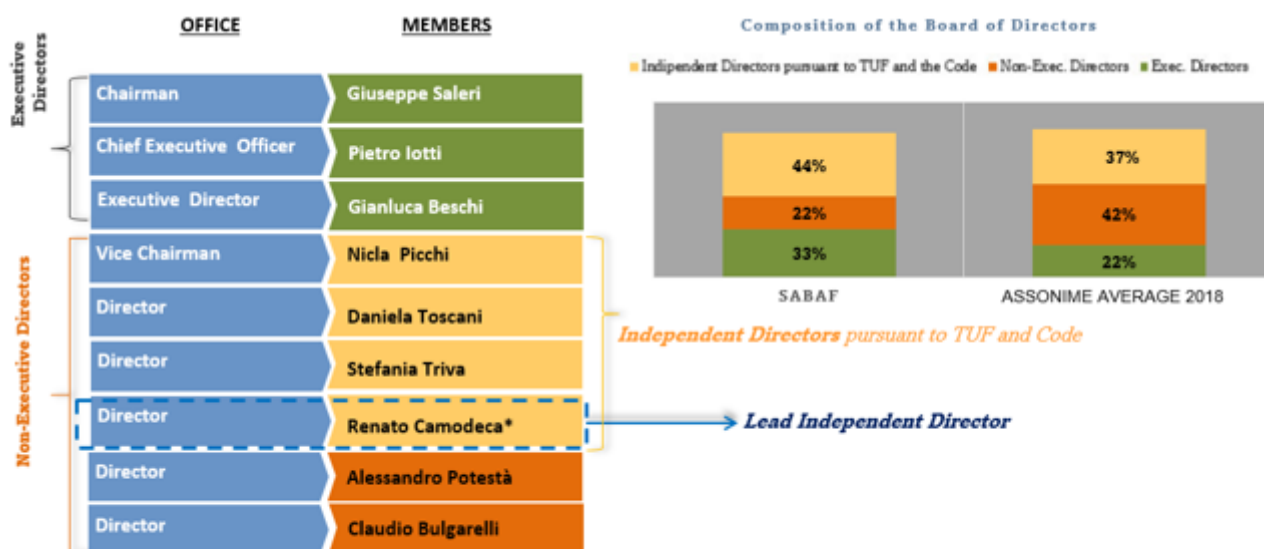 OFFICE
MEMBERS
Executive
Directors
Chairman
Giuseppe Saleri
Chief Executive Officer
Pietro Iotti
Executive Director
Gianluca Beschi
Non-Executive Directors
Vice Chairman
Nicla Picchi
Director
Daniela Toscani
Director
Stefania Triva
Director
Renato Camodeca*
Director
Alessandro Potestà
Director
Claudio Bulgarelli
Composition of the Board of Directors
Indipendent Directors pursuant to TUF and the Code
Non-Exec. Directors
Exec. Directors
44%
22%
33%
SABAF
37%
42%
22%
ASSONIME AVERAGE 2018
Independent Directors pursuant to TUF and Code
Lead Independent Director